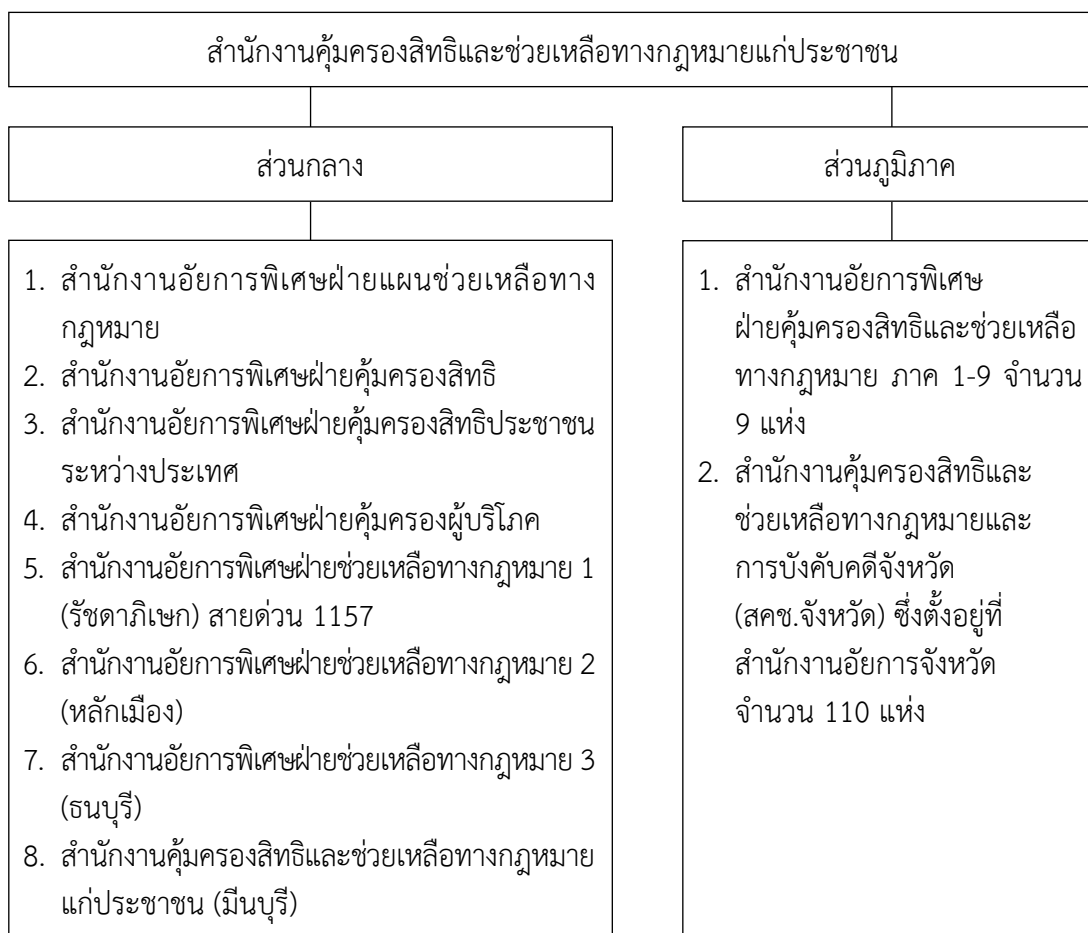 สำนักงานคุ้มครองสิทธิและช่วยเหลือทางกฎหมายแก่ประชาชน
ส่วนกลาง
1. สำนักงานอัยการพิเศษฝ่ายแผนช่วยเหลือทาง
กฎหมาย
2. สำนักงานอัยการพิเศษฝ่ายคุ้มครองสิทธิ
3. สำนักงานอัยการพิเศษฝ่ายคุ้มครองสิทธิประชาชน
ระหว่างประเทศ
4. สำนักงานอัยการพิเศษฝ่ายคุ้มครองผู้บริโภค
5. สำนักงานอัยการพิเศษฝ่ายช่วยเหลือทางกฎหมาย 1
(รัชดาภิเษก) สายด่วน 1157
6. สำนักงานอัยการพิเศษฝ่ายช่วยเหลือทางกฎหมาย 2
(หลักเมือง)
7. สำนักงานอัยการพิเศษฝ่ายช่วยเหลือทางกฎหมาย 3
(ธนบุรี)
8. สำนักงานคุ้มครองสิทธิและช่วยเหลือทางกฎหมาย
แก่ประชาชน (มีนบุรี)
ส่วนภูมิภาค
1. สำนักงานอัยการพิเศษ
ฝ่ายคุ้มครองสิทธิและช่วยเหลือ
ทางกฎหมาย ภาค 1-9 จำนวน
9 แห่ง
2. สำนักงานคุ้มครองสิทธิและ
ช่วยเหลือทางกฎหมายและ
การบังคับคดีจังหวัด
(สคช.จังหวัด) ซึ่งตั้งอยู่ที่
สำนักงานอัยการจังหวัด
จำนวน 110 แห่ง